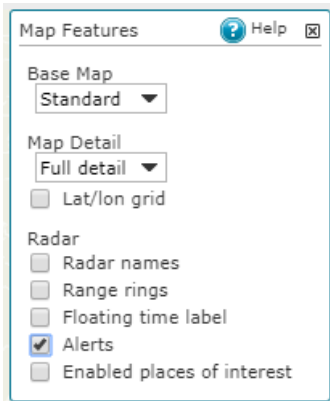 Map Features Help
Base Map
Standard
Map Detail
Full detail
Lat/lon grid
Radar
Radar names
Range rings
Floating time label
Alerts
Enabled places of interest